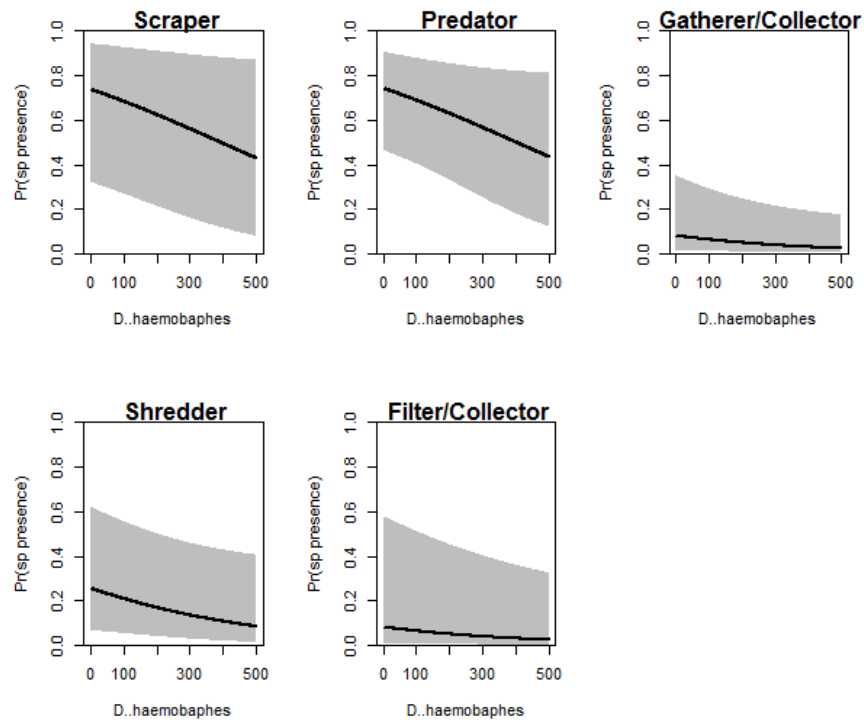 Scraper
Predator
Gatherer/Collector
Pr(sp presence)
0.0 0.2 0.4 0.6 0.8 1.0
0 100 300 500
D..haemobaphes
Pr(sp presence)
0.0 0.2 0.4 0.6 0.8 1.0
0 100 300 500
D..haemobaphes
Pr(sp presence)
0.0 0.2 0.4 0.6 0.8 1.0
0 100 300 500
D..haemobaphes
Shredder
Filter/Collector
Pr(sp presence)
0.0 0.2 0.4 0.6 0.8 1.0
0 100 300 500
D..haemobaphes
Pr(sp presence)
0.0 0.2 0.4 0.6 0.8 1.0
0 100 300 500
D..haemobaphes